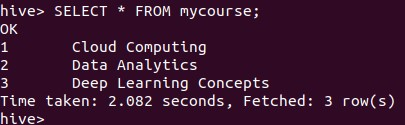 hive> SELECT * FROM mycourse;
OK
1	Cloud Computing
2	Data Analytics
3	Deep Learning Concepts
Time taken: 2.082 seconds, Fetched: 3 row(s)
hive>